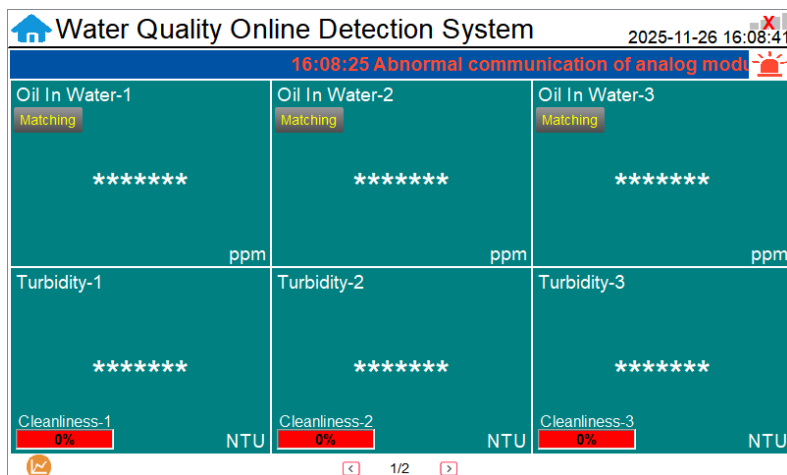 Water Quality Online Detection System
2025-11-26 16:08:41
16:08:25 Abnormal communication of analog modu
Oil In Water-1 Oil In Water-2 Oil In Water-3
Matching Matching Matching
******* ******* *******
ppm ppm ppm
Turbidity-1 Turbidity-2 Turbidity-3
******* ******* *******
Cleanliness-1 Cleanliness-2 Cleanliness-3
0% NTU 0% NTU 0% NTU
1/2